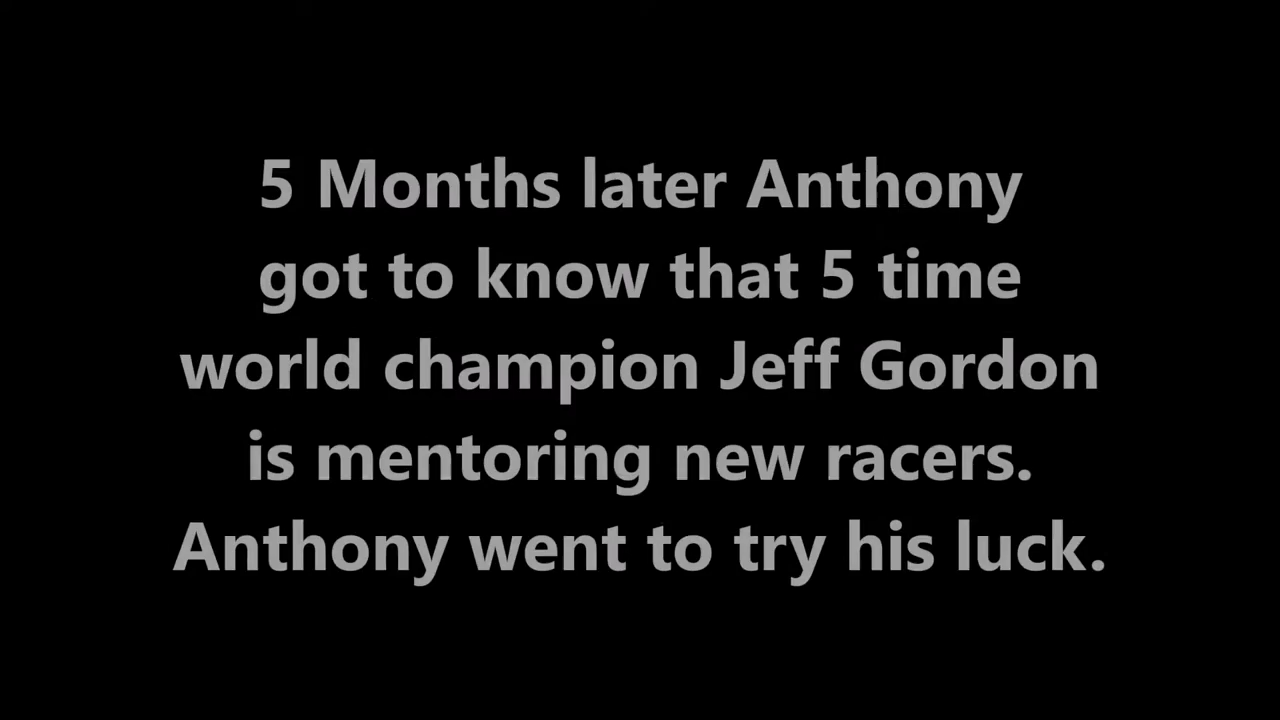 5 Months later Anthony
got to know that 5 time
world champion Jeff Gordon
is mentoring new racers.
Anthony went to try his luck.